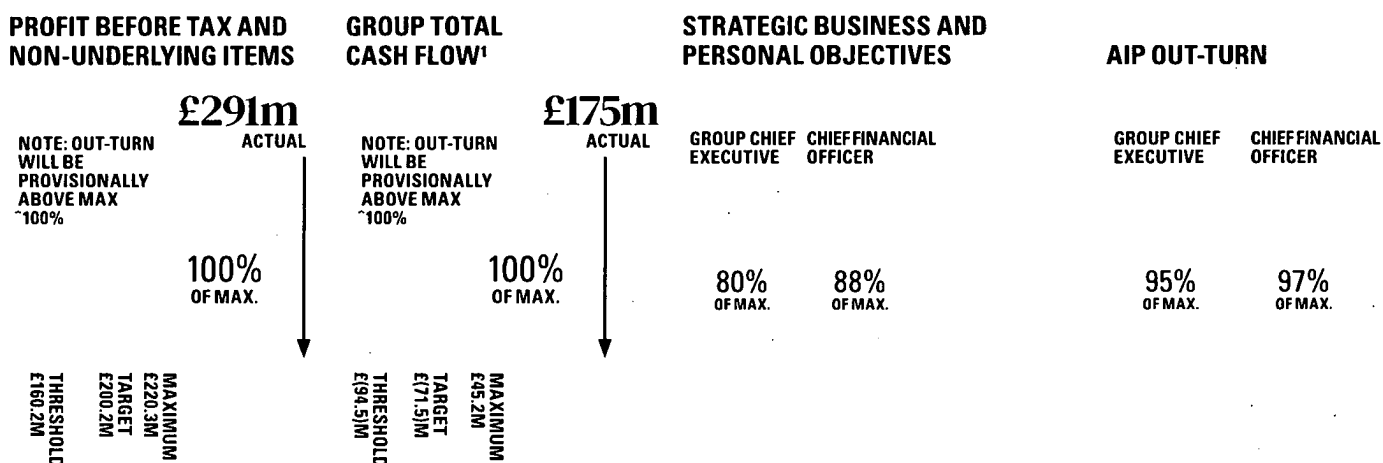 PROFIT BEFORE TAX AND
NON-UNDERLYING ITEMS
£291m
ACTUAL
NOTE: OUT-TURN
WILL BE
PROVISIONALLY
ABOVE MAX
^100%
100%
OF MAX.
THRESHOLD
£160.2M
TARGET
£200.2M
MAXIMUM
£220.3M
GROUP TOTAL
CASH FLOW¹
£175m
ACTUAL
NOTE: OUT-TURN
WILL BE
PROVISIONALLY
ABOVE MAX
^100%
100%
OF MAX.
THRESHOLD
£(94.5)M
TARGET
£(71.5)M
MAXIMUM
£45.2M
STRATEGIC BUSINESS AND
PERSONAL OBJECTIVES
GROUP CHIEF
EXECUTIVE
80%
OF MAX.
CHIEF FINANCIAL
OFFICER
88%
OF MAX.
AIP OUT-TURN
GROUP CHIEF
EXECUTIVE
95%
OF MAX.
CHIEF FINANCIAL
OFFICER
97%
OF MAX.